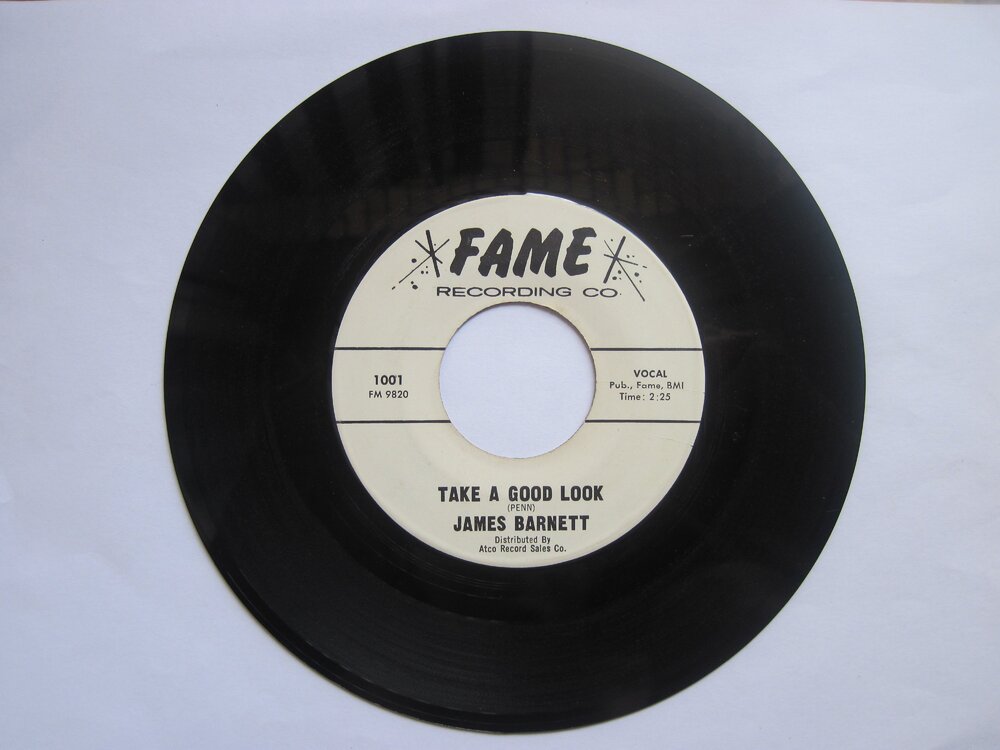 FAME
RECORDING CO.
1001
FM 9820
VOCAL
Pub., Fame, BMI
Time: 2:25
TAKE A GOOD LOOK
(PENN)
JAMES BARNETT
Distributed By
Atco Record Sales Co.